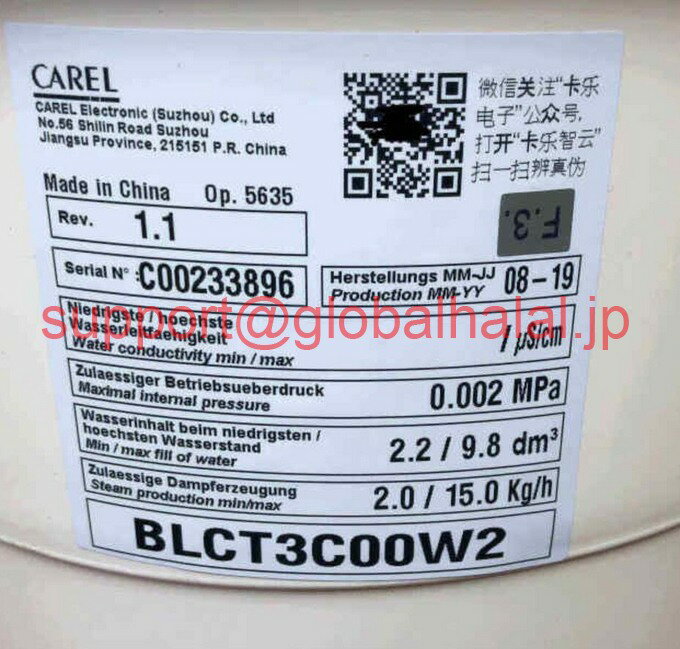 CAREL
CAREL Electronic (Suzhou) Co., Ltd
No.56 Shilin Road Suzhou
Jiangsu Province, 215151 P.R. China
微信关注"卡乐
电子"公众号,
打开"卡乐智云"
扫一扫辨真伪
Made in China Op. 5635
F.3.
Rev. 1.1
Serial N° :C00233896
Herstellungs MM-JJ
Production MM-YY
08-19
support@globalhalal.jp
Niedrigste / hoechste
Wasserleitfaehigkeit
Water conductivity min / max
/ µS/cm
Zulaessiger Betriebsueberdruck
Maximal internal pressure
0.002 MPa
Wasserinhalt beim niedrigsten /
hoechsten Wasserstand
Min / max fill of water
2.2 / 9.8 dm³
Zulaessige Dampferzeugung
Steam production min/max
2.0 / 15.0 Kg/h
BLCT3C00W2